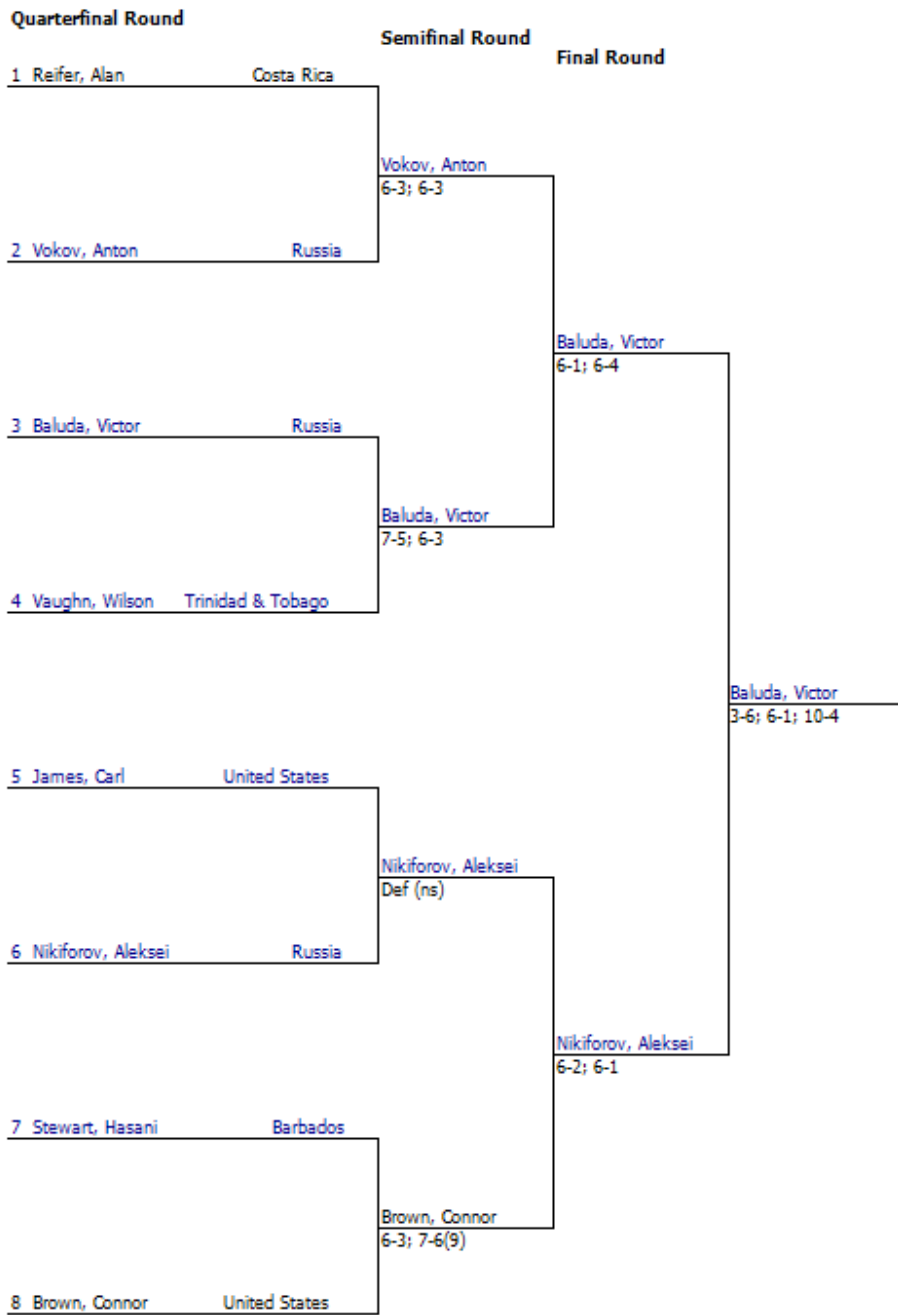 Quarterfinal Round
Semifinal Round
Final Round
1 Reifer, Alan Costa Rica
Vokov, Anton
6-3; 6-3
2 Vokov, Anton Russia
Baluda, Victor
6-1; 6-4
3 Baluda, Victor Russia
Baluda, Victor
7-5; 6-3
4 Vaughn, Wilson Trinidad & Tobago
Baluda, Victor
3-6; 6-1; 10-4
5 James, Carl United States
Nikiforov, Aleksei
Def (ns)
6 Nikiforov, Aleksei Russia
Nikiforov, Aleksei
6-2; 6-1
7 Stewart, Hasani Barbados
Brown, Connor
6-3; 7-6(9)
8 Brown, Connor United States